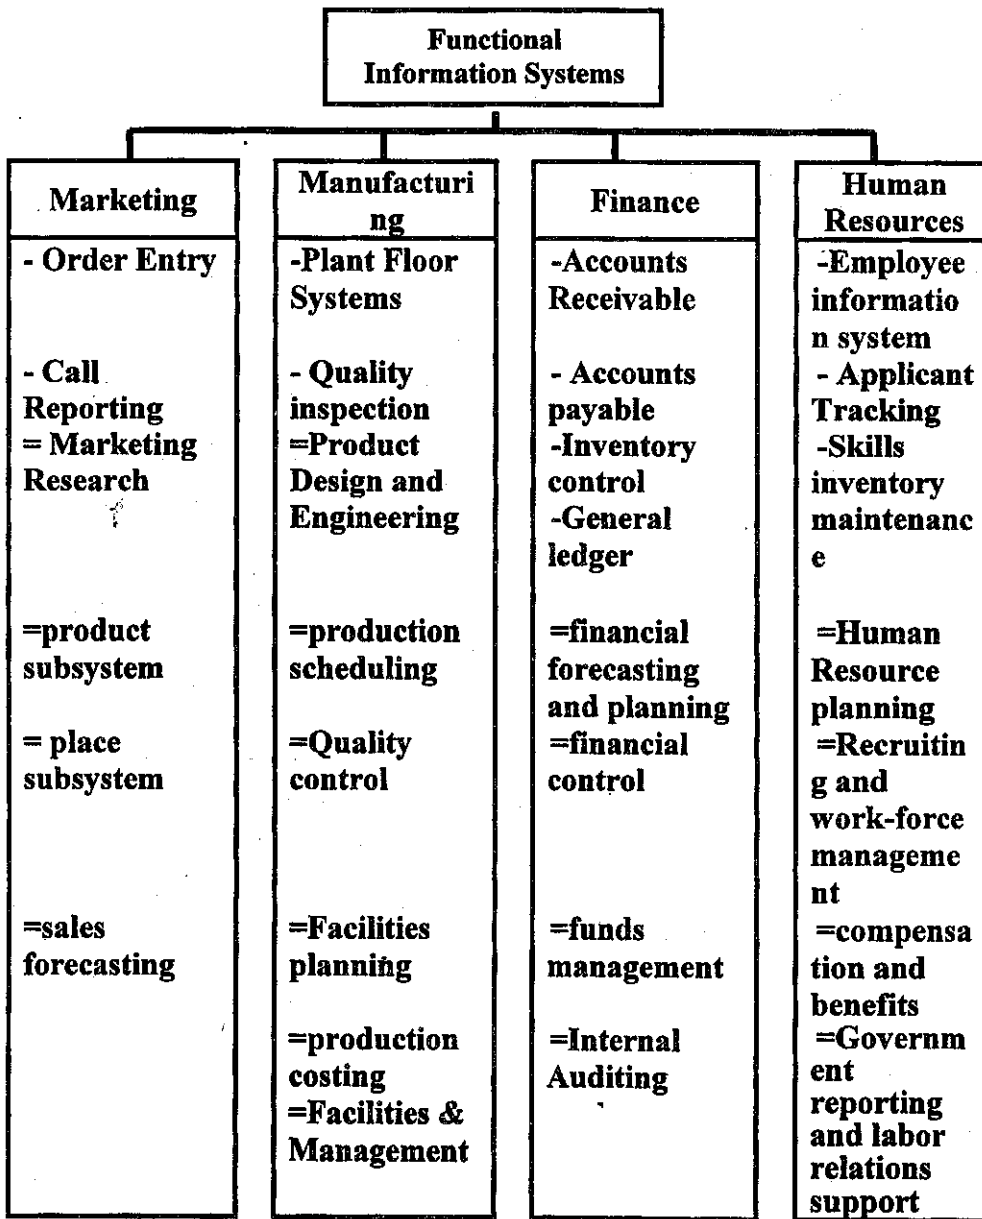 Functional
Information Systems
Marketing
- Order Entry
- Call
Reporting
= Marketing
Research
=product
subsystem
= place
subsystem
=sales
forecasting
Manufacturi
ng
-Plant Floor
Systems
- Quality
inspection
=Product
Design and
Engineering
=production
scheduling
=Quality
control
=Facilities
planning
=production
costing
=Facilities &
Management
Finance
-Accounts
Receivable
- Accounts
payable
-Inventory
control
-General
ledger
=financial
forecasting
and planning
=financial
control
=funds
management
=Internal
Auditing
Human
Resources
-Employee
informatio
n system
- Applicant
Tracking
-Skills
inventory
maintenanc
e
=Human
Resource
planning
=Recruitin
g and
work-force
manageme
nt
=compensa
tion and
benefits
=Governm
ent
reporting
and labor
relations
support